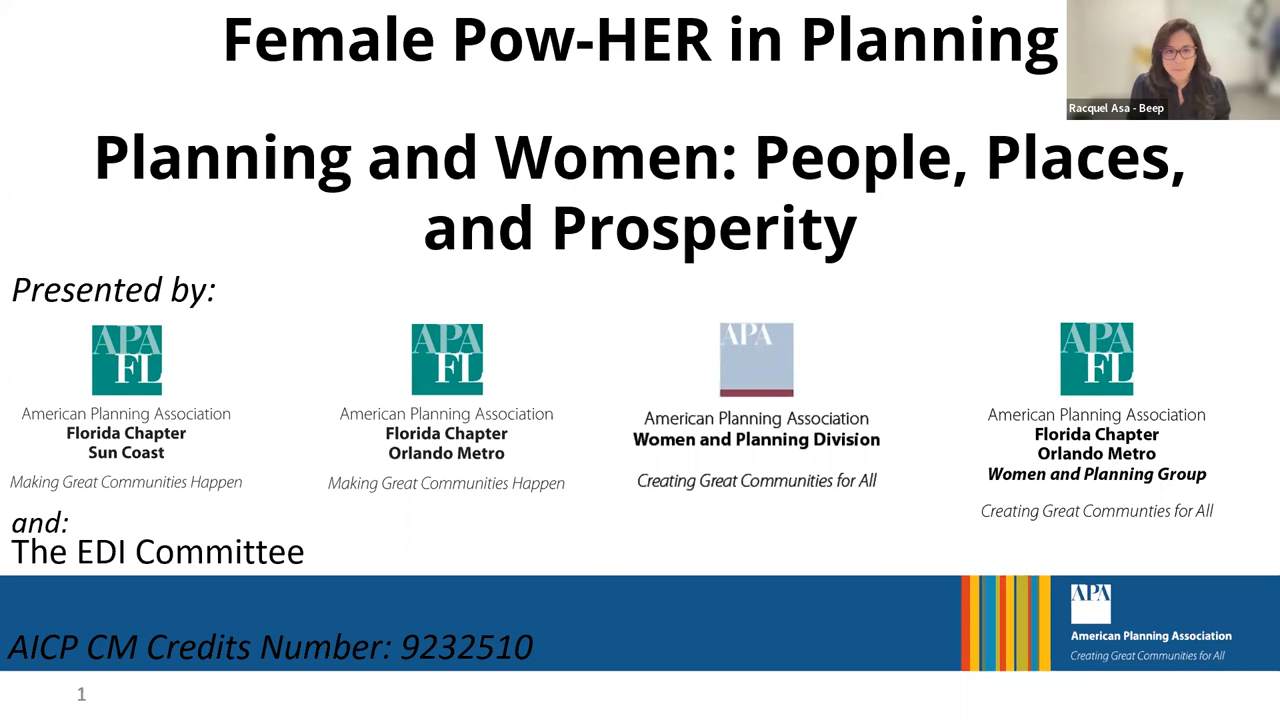 Female Pow-HER in Planning
Racquel Asa - Beep
Planning and Women: People, Places,
and Prosperity
Presented by:
APA
FL
American Planning Association
Florida Chapter
Sun Coast
Making Great Communities Happen
APA
FL
American Planning Association
Florida Chapter
Orlando Metro
Making Great Communities Happen
APA
American Planning Association
Women and Planning Division
Creating Great Communities for All
APA
FL
American Planning Association
Florida Chapter
Orlando Metro
Women and Planning Group
Creating Great Communties for All
and:
The EDI Committee
AICP CM Credits Number: 9232510
APA
American Planning Association
Creating Great Communities for All
1